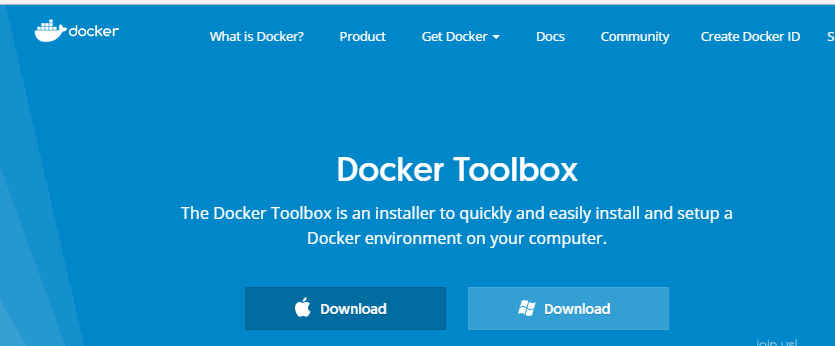 docker
What is Docker?
Product
Get Docker
Docs
Community
Create Docker ID
S
Docker Toolbox
The Docker Toolbox is an installer to quickly and easily install and setup a
Docker environment on your computer.
Download
Download
join us!